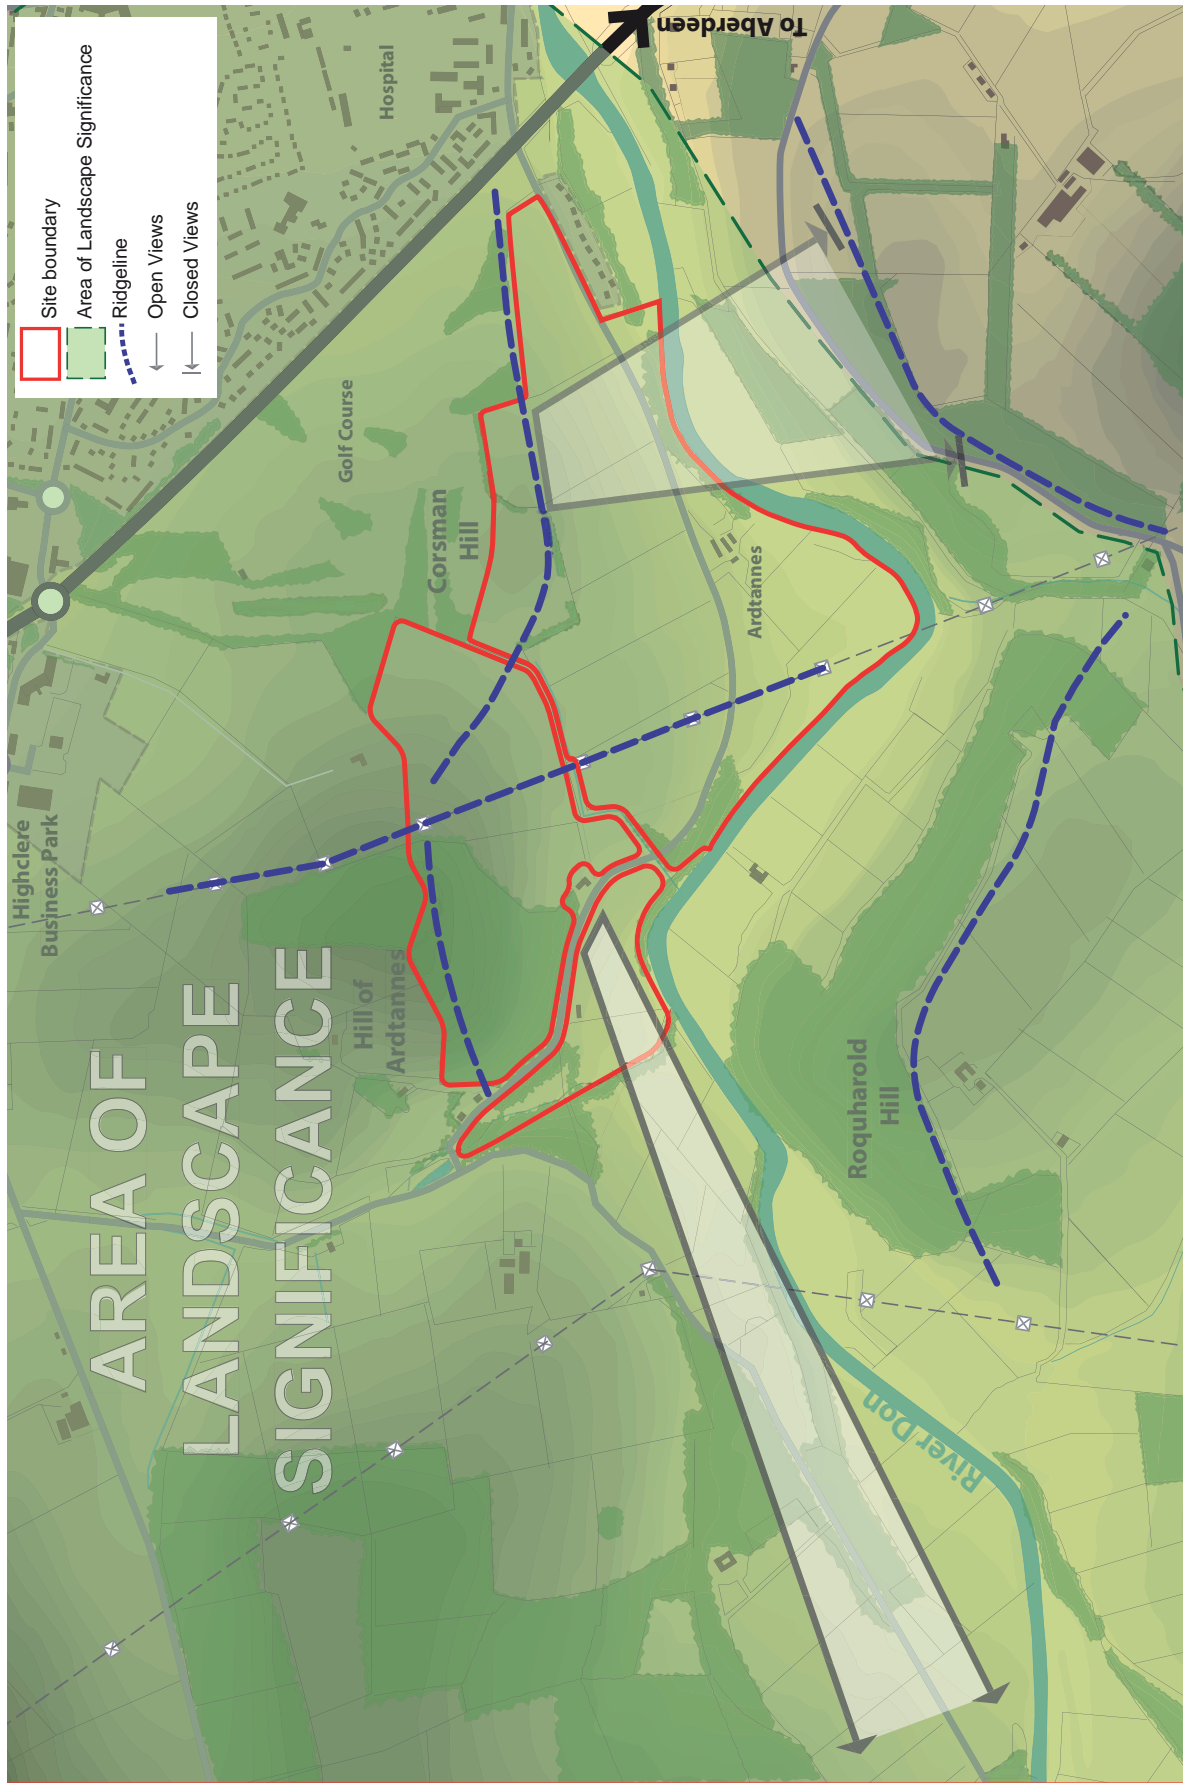 Site boundary
Area of Landscape Significance
Ridgeline
Open Views
Closed Views
Hospital
To Aberdeen
Golf Course
Corsman
Hill
Highclere
Business Park
Ardtannes
AREA OF
LANDSCAPE
SIGNIFICANCE
Hill of
Ardtannes
Roquharold
Hill
River Don